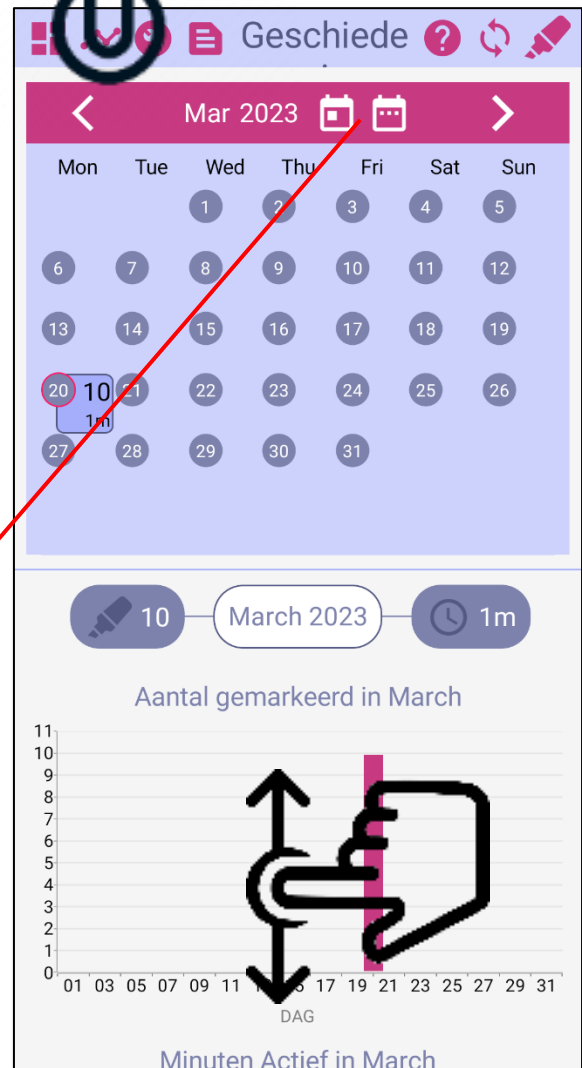 Geschiede
Mar 2023
Mon Tue Wed Thu Fri Sat Sun
1 2 3 4 5
6 7 8 9 10 11 12
13 14 15 16 17 18 19
20 10 21 22 23 24 25 26
1m
27 28 29 30 31
10 March 2023 1m
Aantal gemarkeerd in March
11
10
9
8
7
6
5
4
3
2
1
0
01 03 05 07 09 11 17 19 21 23 25 27 29 31
DAG
Minuten Actief in March